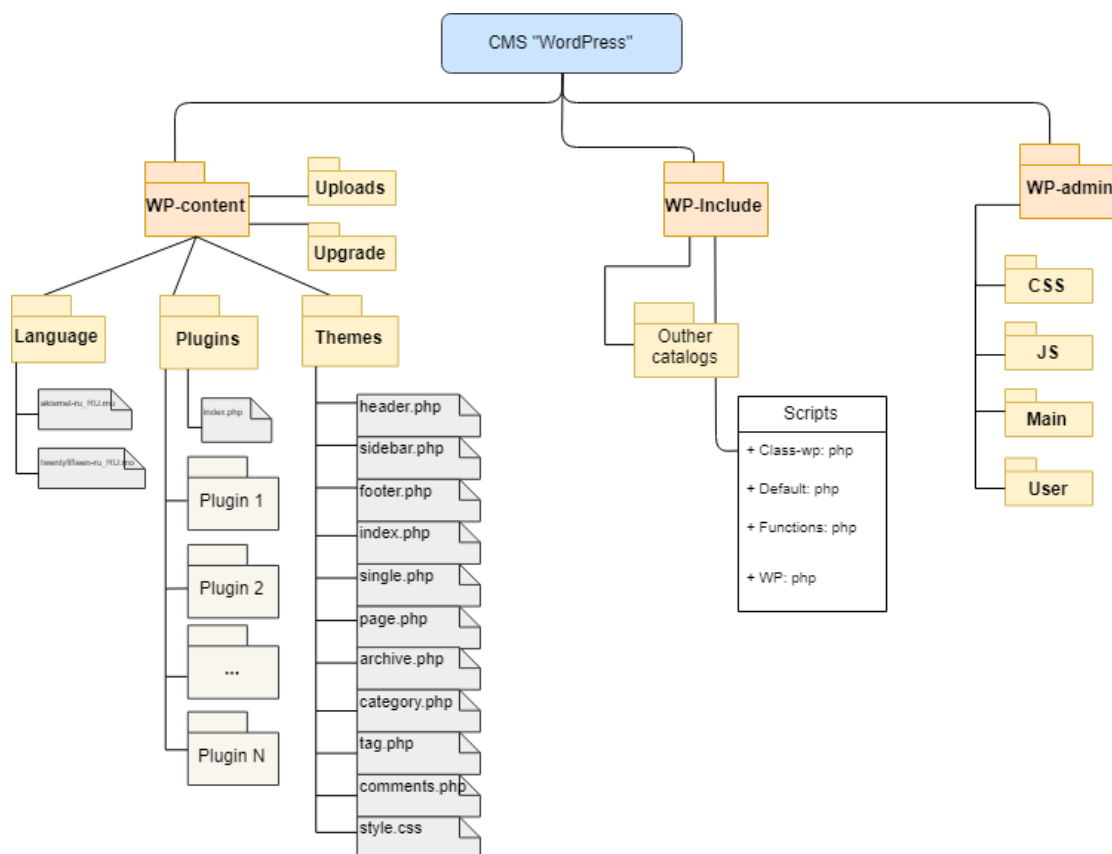 CMS "WordPress"
WP-content
Uploads
Upgrade
WP-Include
WP-admin
Language
Plugins
Themes
Outher
catalogs
CSS
JS
Main
User
index.php
twentyfifteen-ru_RU.mo
Plugin 1
Plugin 2
...
Plugin N
header.php
sidebar.php
footer.php
index.php
single.php
page.php
archive.php
category.php
tag.php
comments.php
style.css
Scripts
+ Class-wp: php
+ Default: php
+ Functions: php
+ WP: php